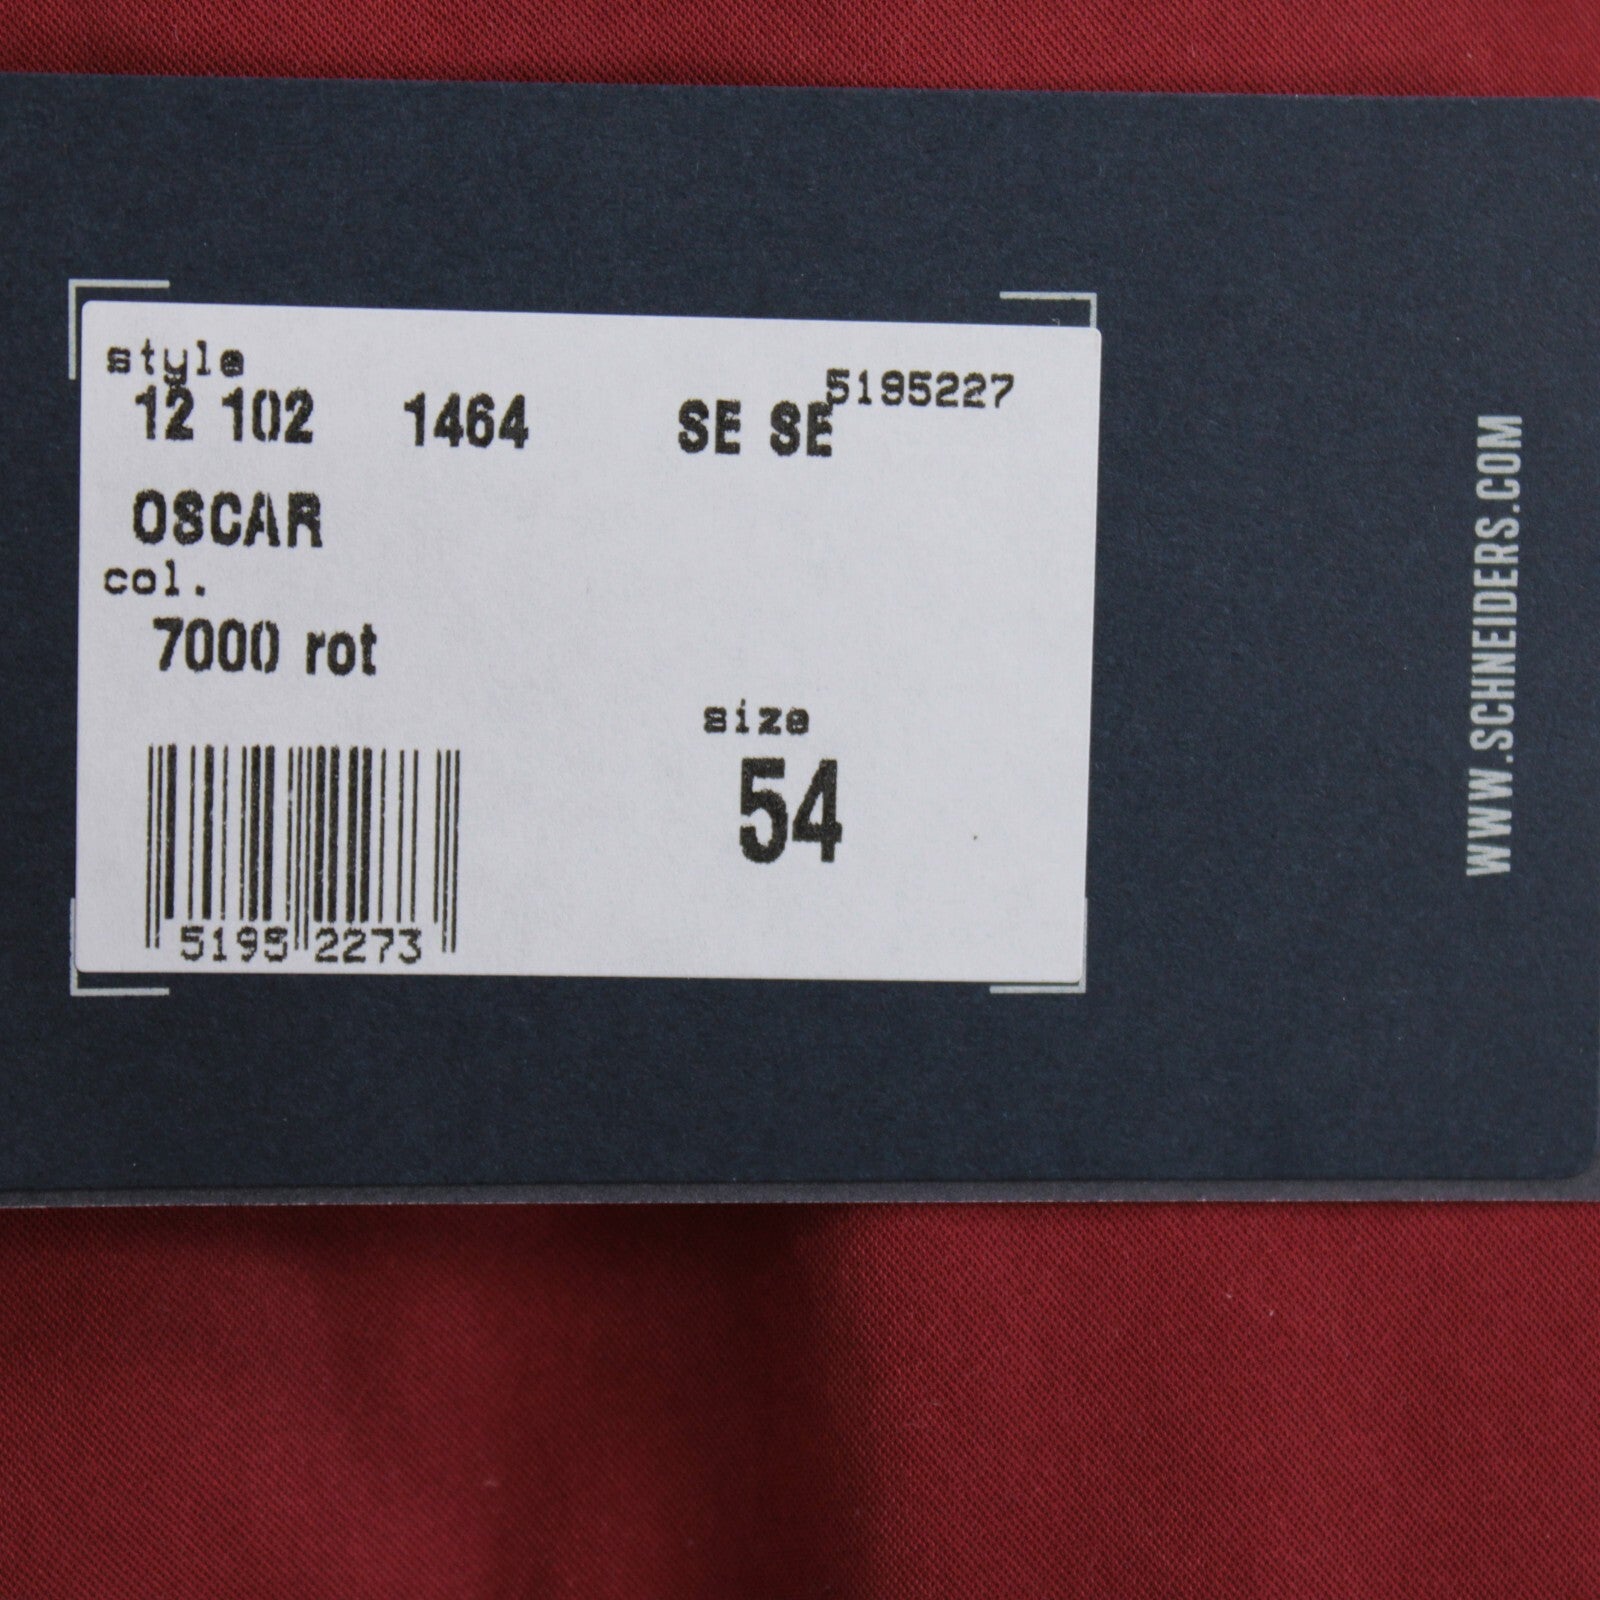 style
12 102 1464 SE SE 5195227
OSCAR
col.
7000 rot
size
54
5195 2273
WWW.SCHNEIDERS.COM